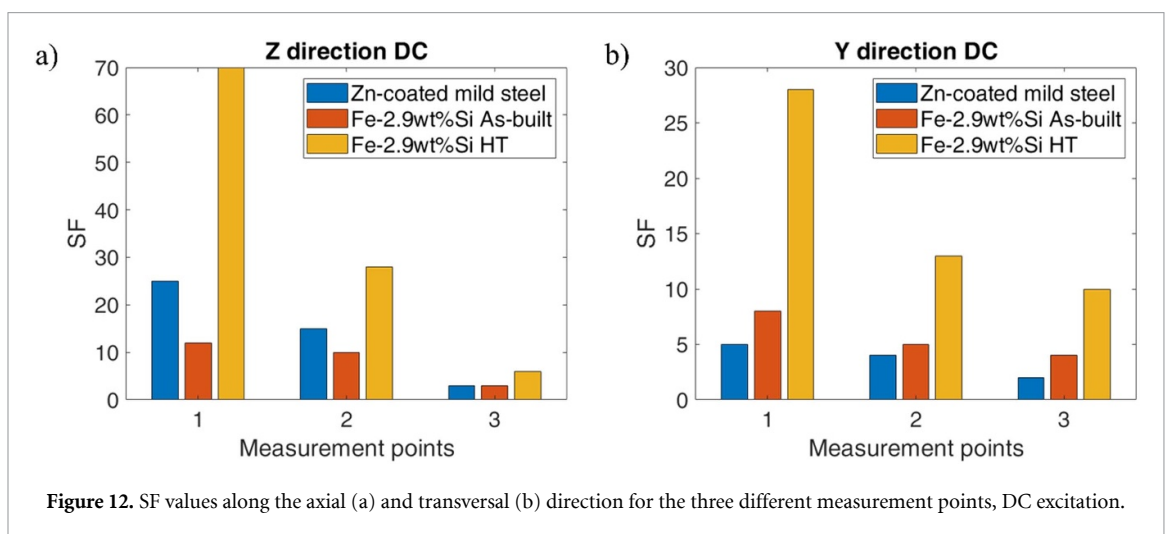 a)
Z direction DC
70
60
50
40
30
20
10
0
SF
Zn-coated mild steel
Fe-2.9wt%Si As-built
Fe-2.9wt%Si HT
1 2 3
Measurement points
b)
Y direction DC
30
25
20
15
10
5
0
SF
Zn-coated mild steel
Fe-2.9wt%Si As-built
Fe-2.9wt%Si HT
1 2 3
Measurement points
Figure 12. SF values along the axial (a) and transversal (b) direction for the three different measurement points, DC excitation.